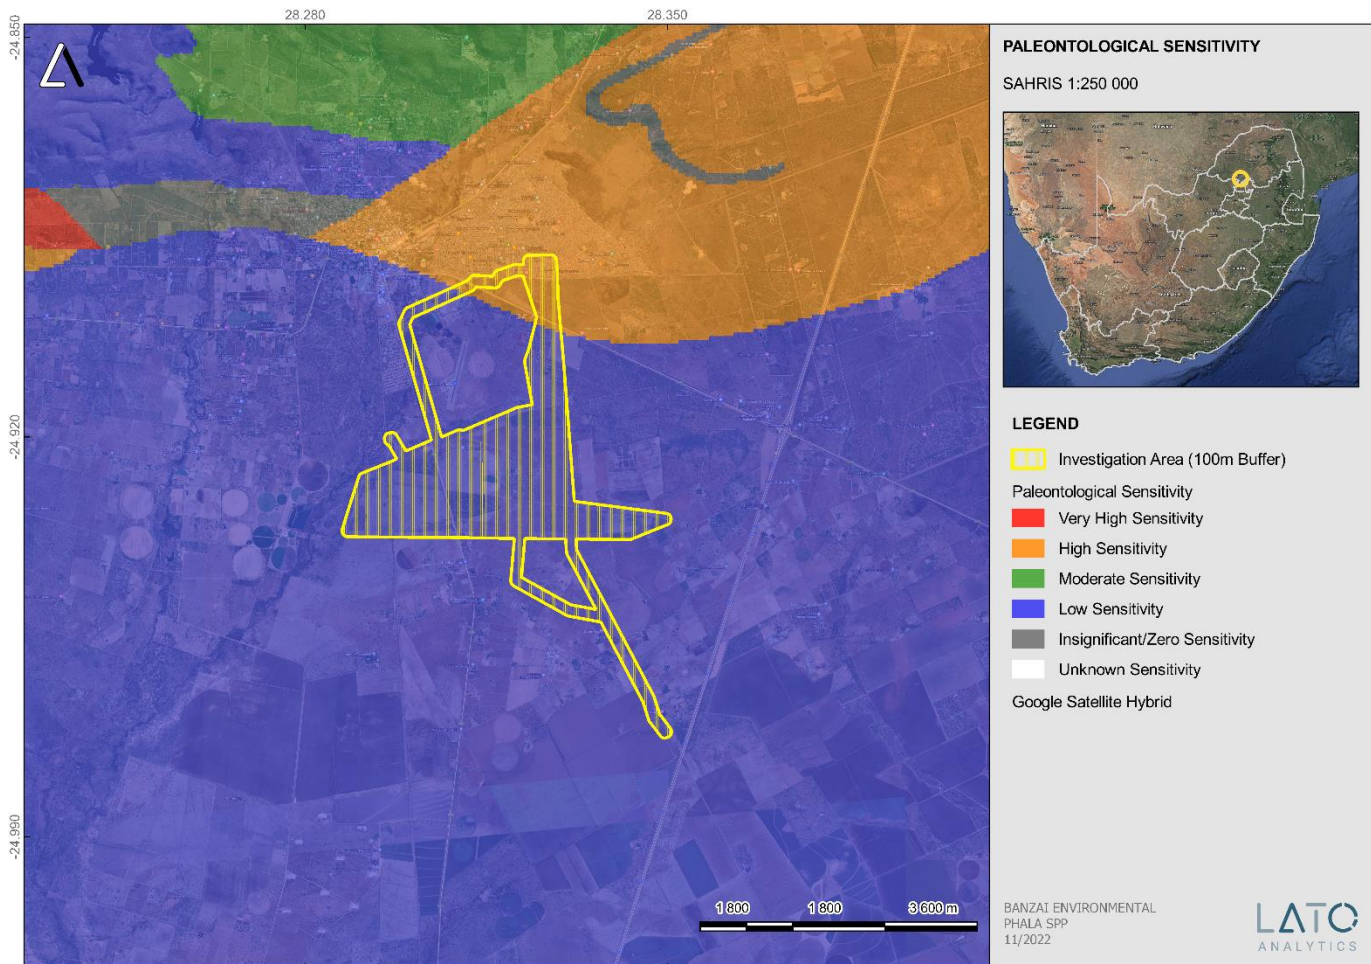 28.280
28.350
-24.850
-24.920
-24.990
1 800
1 800
3 600 m
PALEONTOLOGICAL SENSITIVITY
SAHRIS 1:250 000
LEGEND
Investigation Area (100m Buffer)
Paleontological Sensitivity
Very High Sensitivity
High Sensitivity
Moderate Sensitivity
Low Sensitivity
Insignificant/Zero Sensitivity
Unknown Sensitivity
Google Satellite Hybrid
BANZAI ENVIRONMENTAL
PHALA SPP
11/2022
LATO
ANALYTICS